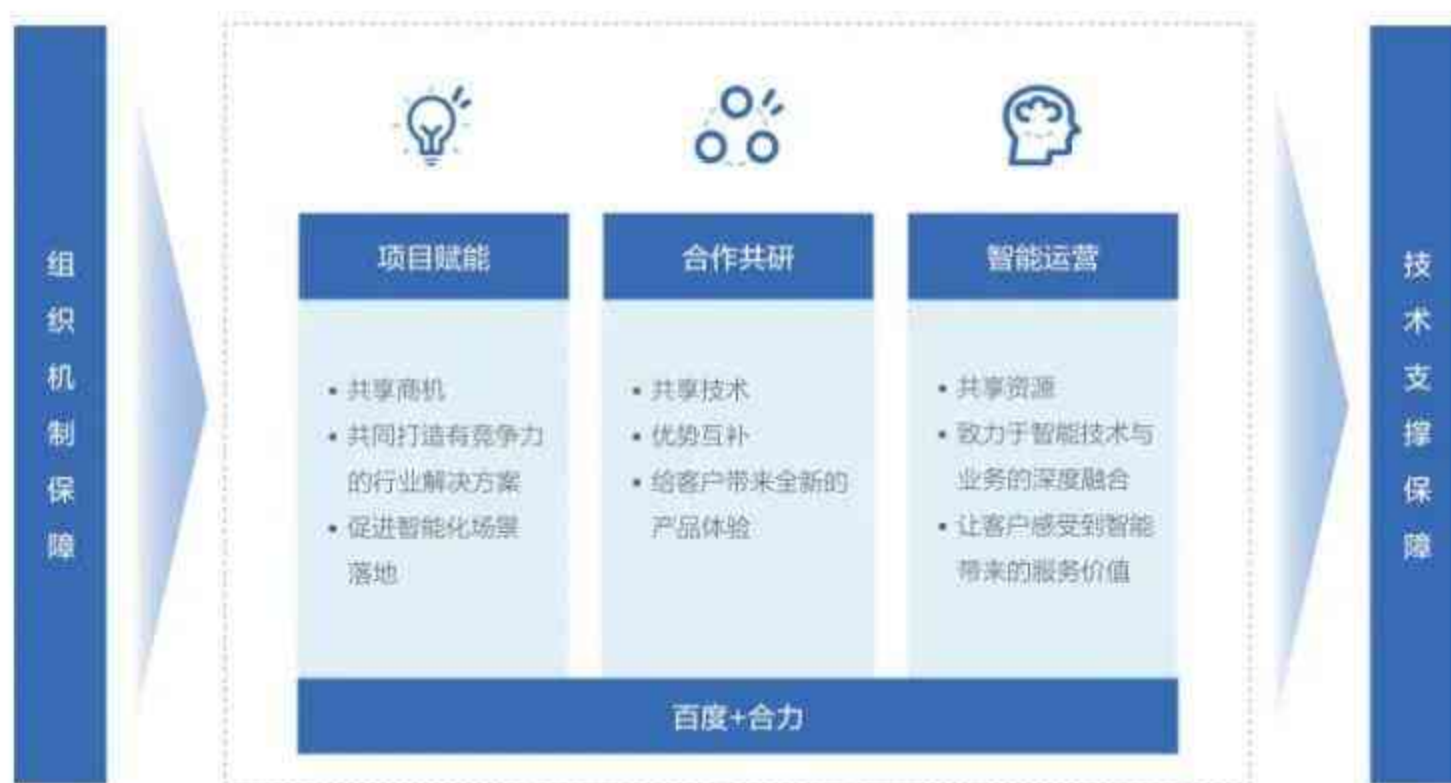 组织机制保障
项目赋能
• 共享商机
• 共同打造有竞争力
的行业解决方案
• 促进智能化场景
落地
合作共研
• 共享技术
• 优势互补
• 给客户带来全新的
产品体验
智能运营
• 共享资源
• 致力于智能技术与
业务的深度融合
• 让客户感受到智能
带来的服务价值
百度+合力
技术支撑保障